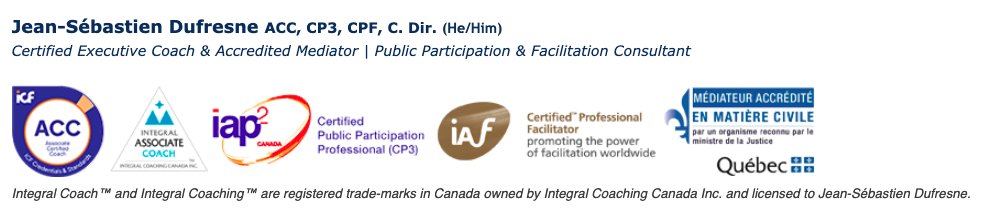 Jean-Sébastien Dufresne ACC, CP3, CPF, C. Dir. (He/Him)
Certified Executive Coach & Accredited Mediator | Public Participation & Facilitation Consultant
icf
ACC
Associate
Certified
Coach
ICF Credentials & Standards
INTEGRAL
ASSOCIATE
COACH
™
INTEGRAL COACHING CANADA INC.
iap2
CANADA
Certified
Public Participation
Professional (CP3)
iAF
Certified™ Professional
Facilitator
promoting the power
of facilitation worldwide
MÉDIATEUR ACCRÉDITÉ
EN MATIÈRE CIVILE
par un organisme reconnu par le
ministre de la Justice
Québec
Integral Coach™ and Integral Coaching™ are registered trade-marks in Canada owned by Integral Coaching Canada Inc. and licensed to Jean-Sébastien Dufresne.